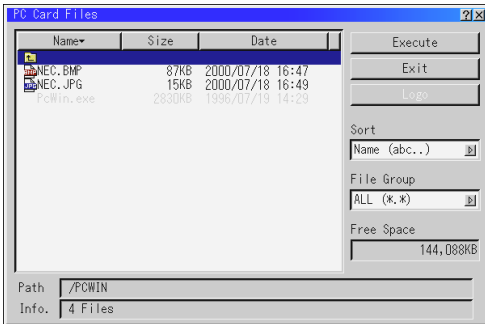 PC Card Files
Name▾ Size Date
NEC.BMP 87KB 2000/07/18 16:47
NEC.JPG 15KB 2000/07/18 16:49
PcWin.exe 2830KB 1996/07/19 14:29
Execute
Exit
Logo
Sort
Name (abc..)
File Group
ALL (*.*)
Free Space
144,088KB
Path /PCWIN
Info. 4 Files